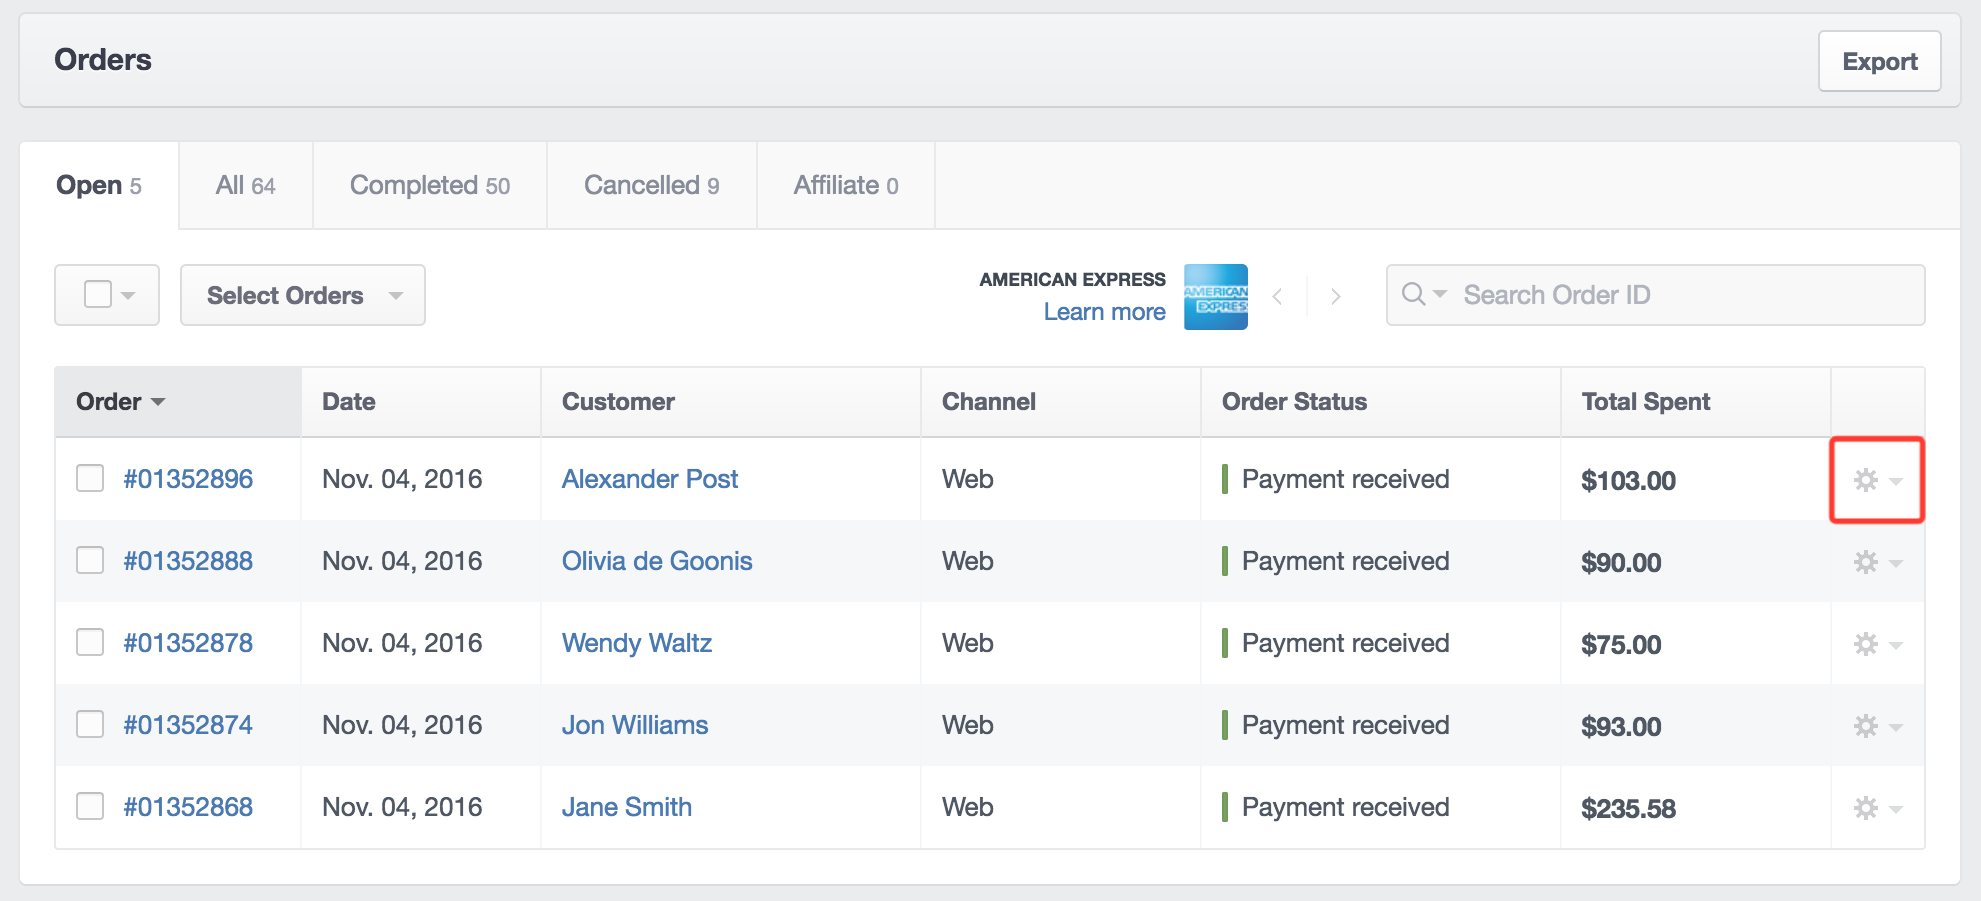 Orders
Export
Open 5
All 64
Completed 50
Cancelled 9
Affiliate 0
Select Orders
AMERICAN EXPRESS
Learn more
AMERICAN
EXPRESS
Search Order ID
Order Date Customer Channel Order Status Total Spent
#01352896 Nov. 04, 2016 Alexander Post Web Payment received $103.00
#01352888 Nov. 04, 2016 Olivia de Goonis Web Payment received $90.00
#01352878 Nov. 04, 2016 Wendy Waltz Web Payment received $75.00
#01352874 Nov. 04, 2016 Jon Williams Web Payment received $93.00
#01352868 Nov. 04, 2016 Jane Smith Web Payment received $235.58